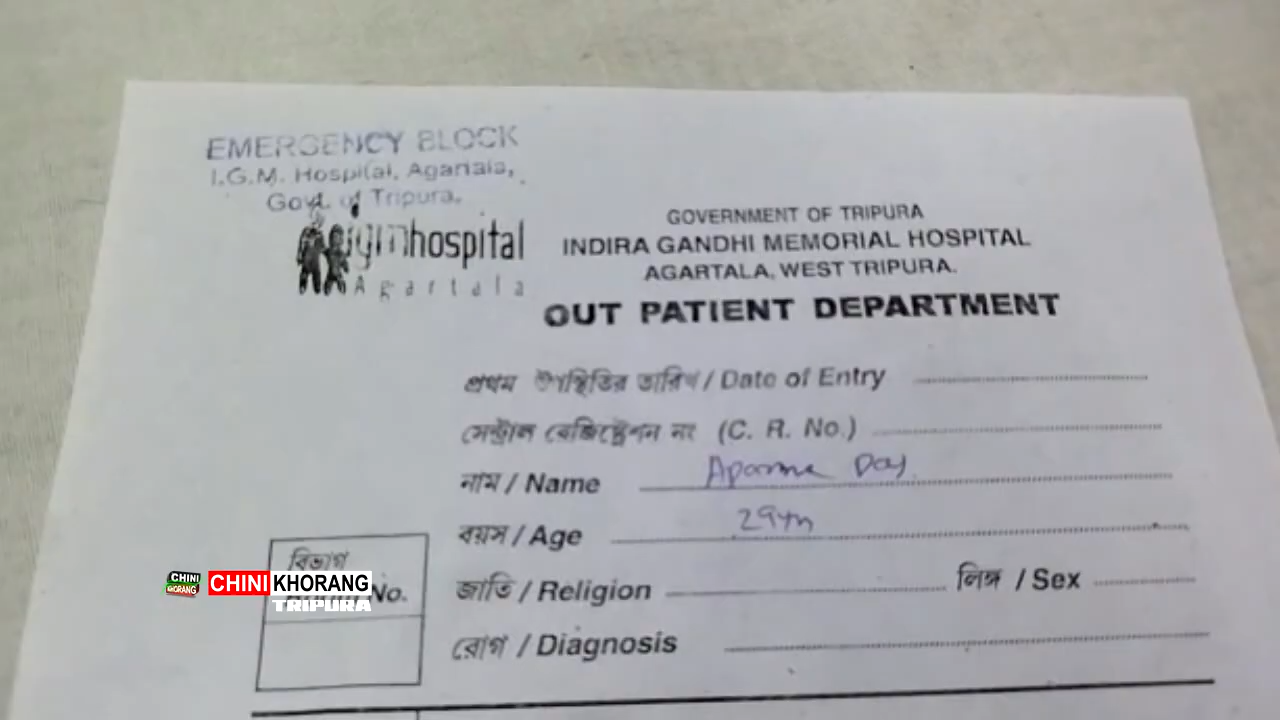 EMERGENCY BLOCK
I.G.M. Hospital, Agartala,
Govt. of Tripura.
igmhospital
Agartala
GOVERNMENT OF TRIPURA
INDIRA GANDHI MEMORIAL HOSPITAL
AGARTALA, WEST TRIPURA.
OUT PATIENT DEPARTMENT
প্রথম উপস্থিতির তারিখ / Date of Entry
সেন্ট্রাল রেজিষ্ট্রেশন নং (C. R. No.)
নাম / Name Aparna
বয়স / Age 29
জাতি / Religion লিঙ্গ / Sex
রোগ / Diagnosis
বিভাগ
No.
CHINI KHORANG
CHINI KHORANG
TRIPURA